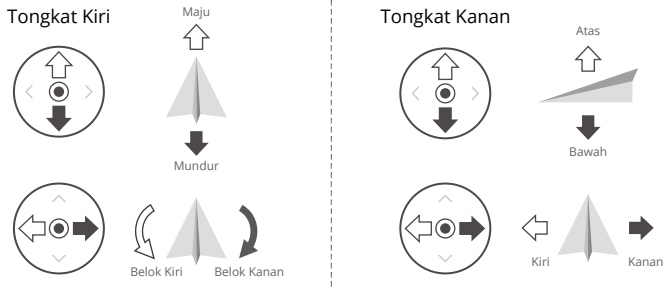 Tongkat Kiri
Maju
Mundur
Belok Kiri
Belok Kanan
Tongkat Kanan
Atas
Bawah
Kiri
Kanan